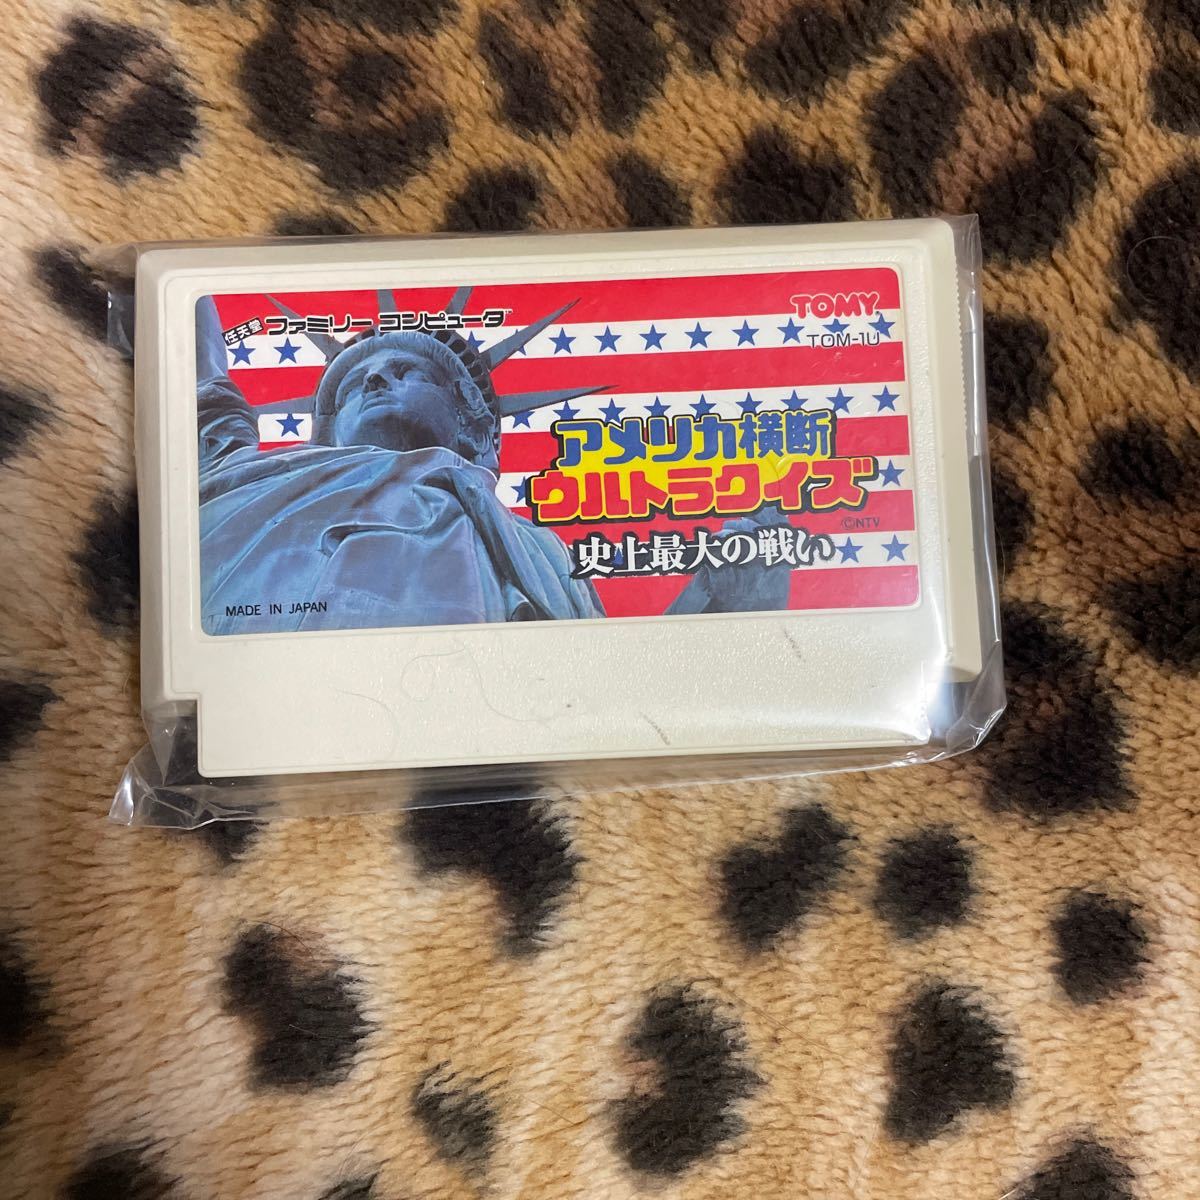 任天堂 ファミリー コンピュータ
TOMY
TOM-1U
アメリカ横断
ウルトラクイズ
©NTV
史上最大の戦い
MADE IN JAPAN